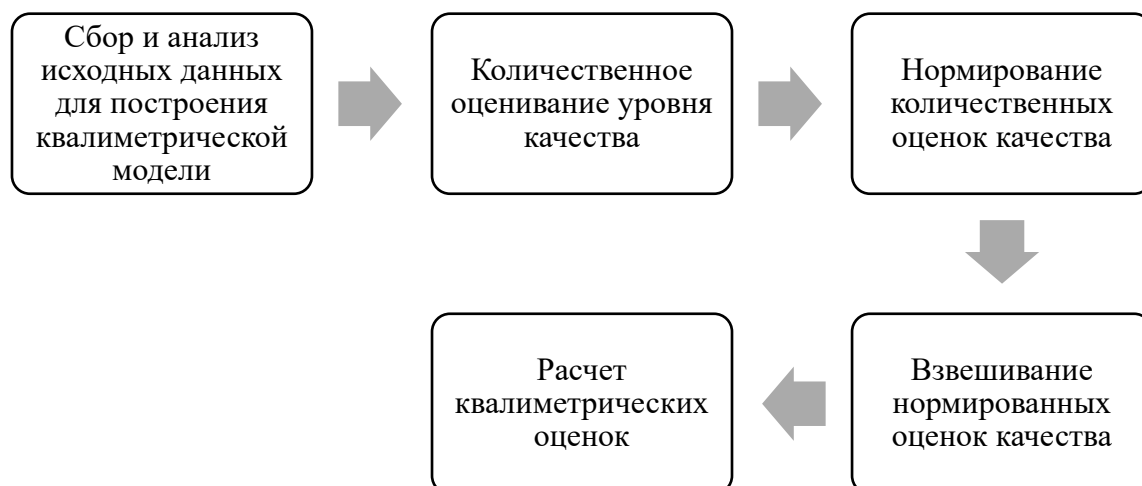 Сбор и анализ
исходных данных
для построения
квалиметрической
модели
Количественное
оценивание уровня
качества
Нормирование
количественных
оценок качества
Взвешивание
нормированных
оценок качества
Расчет
квалиметрических
оценок